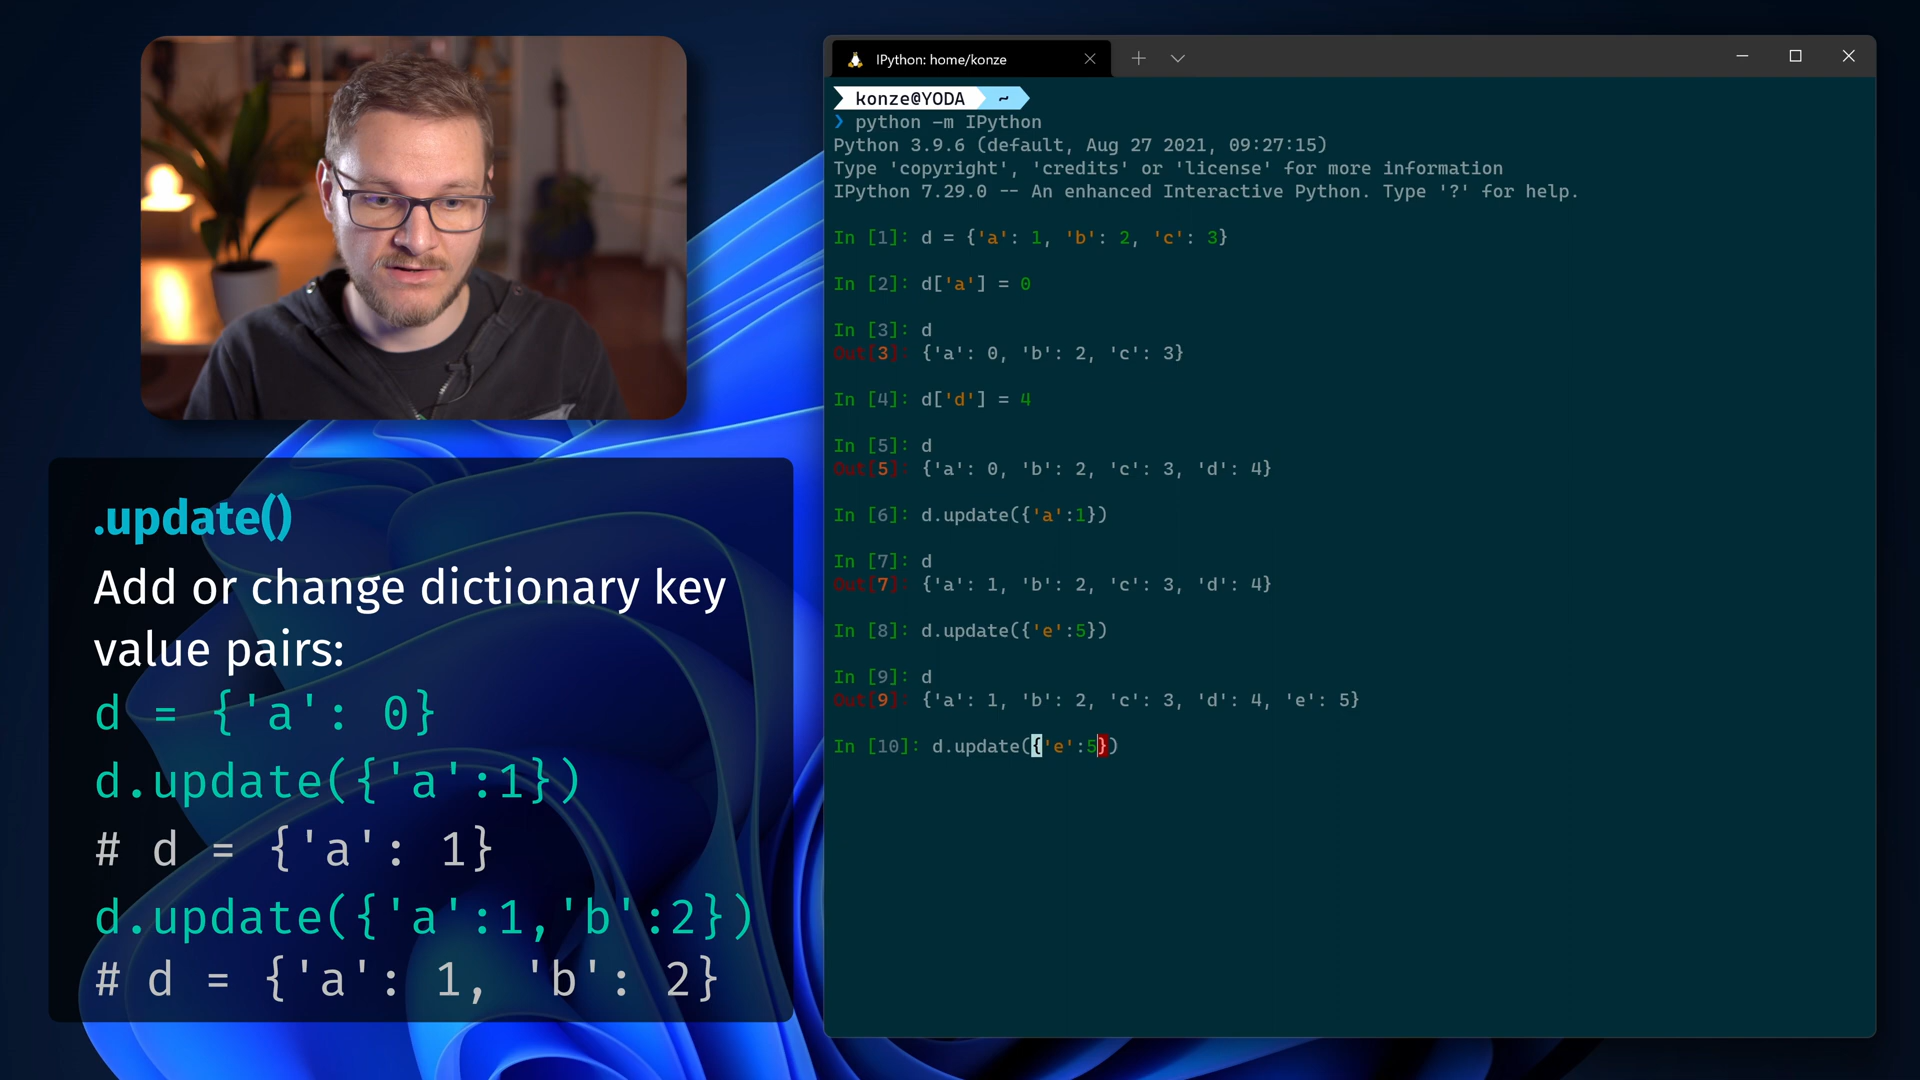 .update()
Add or change dictionary key
value pairs:
d = {'a': 0}
d.update({'a':1})
# d = {'a': 1}
d.update({'a':1,'b':2})
# d = {'a': 1, 'b': 2}
IPython: home/konze
konze@YODA ~
❯ python -m IPython
Python 3.9.6 (default, Aug 27 2021, 09:27:15)
Type 'copyright', 'credits' or 'license' for more information
IPython 7.29.0 -- An enhanced Interactive Python. Type '?' for help.
In [1]: d = {'a': 1, 'b': 2, 'c': 3}
In [2]: d['a'] = 0
In [3]: d
Out[3]: {'a': 0, 'b': 2, 'c': 3}
In [4]: d['d'] = 4
In [5]: d
Out[5]: {'a': 0, 'b': 2, 'c': 3, 'd': 4}
In [6]: d.update({'a':1})
In [7]: d
Out[7]: {'a': 1, 'b': 2, 'c': 3, 'd': 4}
In [8]: d.update({'e':5})
In [9]: d
Out[9]: {'a': 1, 'b': 2, 'c': 3, 'd': 4, 'e': 5}
In [10]: d.update({'e':5})